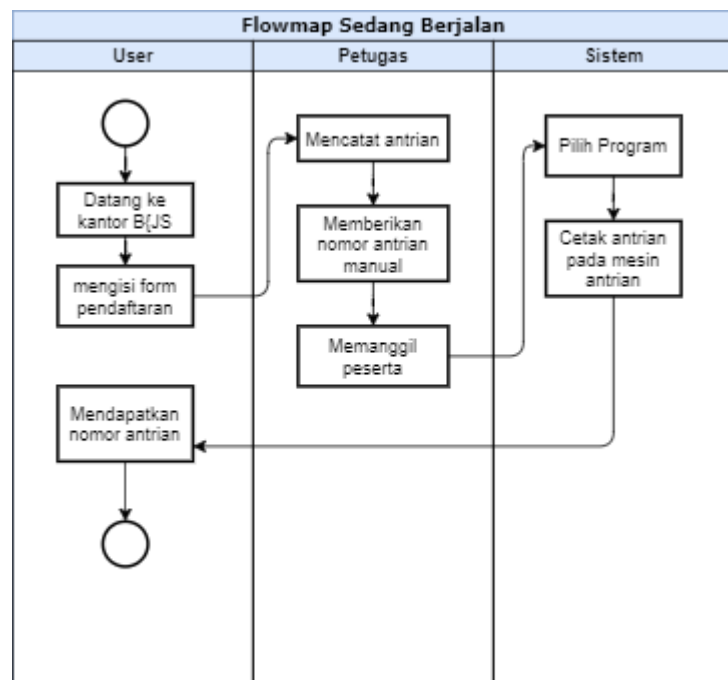 Flowmap Sedang Berjalan
User
Petugas
Sistem
Datang ke
kantor B{JS
mengisi form
pendaftaran
Mencatat antrian
Memberikan
nomor antrian
manual
Memanggil
peserta
Pilih Program
Cetak antrian
pada mesin
antrian
Mendapatkan
nomor antrian